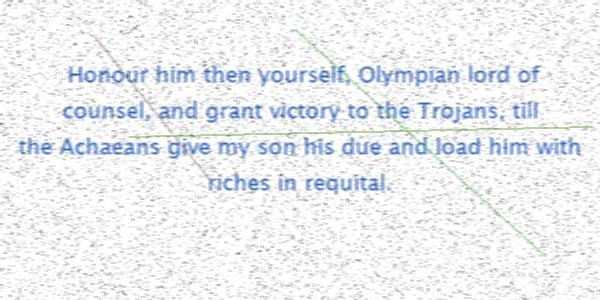 Honour him then yourself, Olympian lord of
counsel, and grant victory to the Trojans, till
the Achaeans give my son his due and load him with
riches in requital.